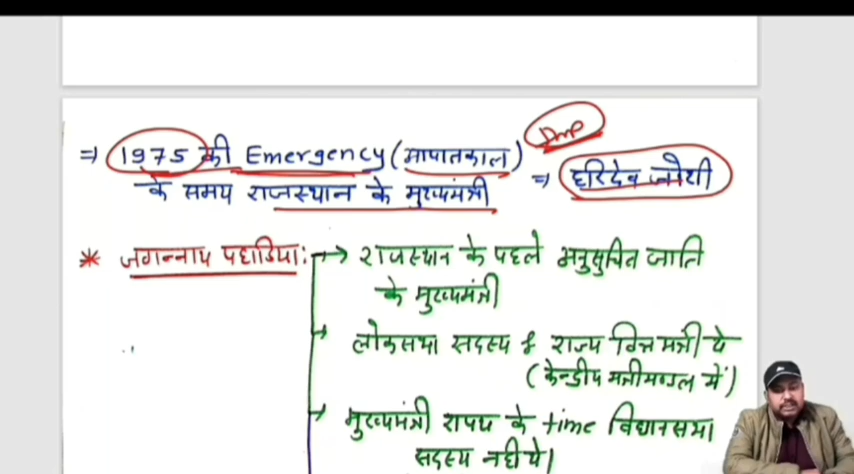 Imp
⇒ 1975 की Emergency (आपातकाल)
के समय राजस्थान के मुख्यमंत्री ⇒ हरिदेव जोशी
* जगन्नाथ पहाडिया :→ राजस्थान के पहले अनुसुचित जाति
के मुख्यमंत्री
→ लोकसभा सदस्य & राज्य वित्त मंत्री थे
(केन्द्रीय मंत्रीमण्डल में)
→ मुख्यमंत्री शपथ के time विधानसभा
सदस्य नही थे।